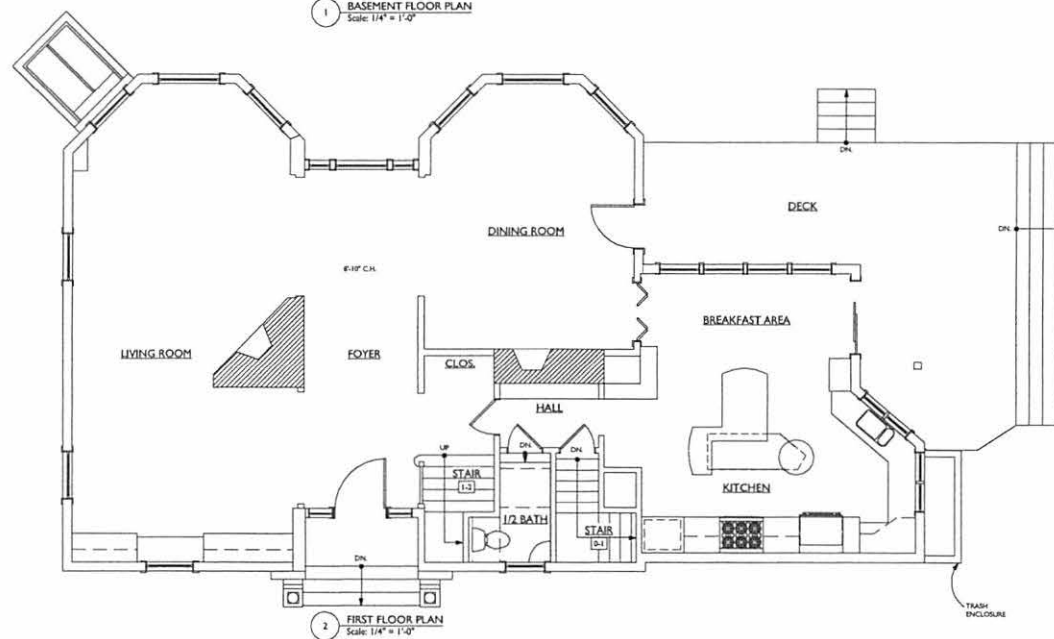 1
BASEMENT FLOOR PLAN
Scale: 1/4" = 1'-0"
DN.
DECK
DINING ROOM
DN.
8'-10" C.H.
BREAKFAST AREA
LIVING ROOM
FOYER
CLOS.
HALL
UP
DN.
DN.
STAIR
1-2
KITCHEN
1/2 BATH
STAIR
0-1
DN.
TRASH
ENCLOSURE
2
FIRST FLOOR PLAN
Scale: 1/4" = 1'-0"